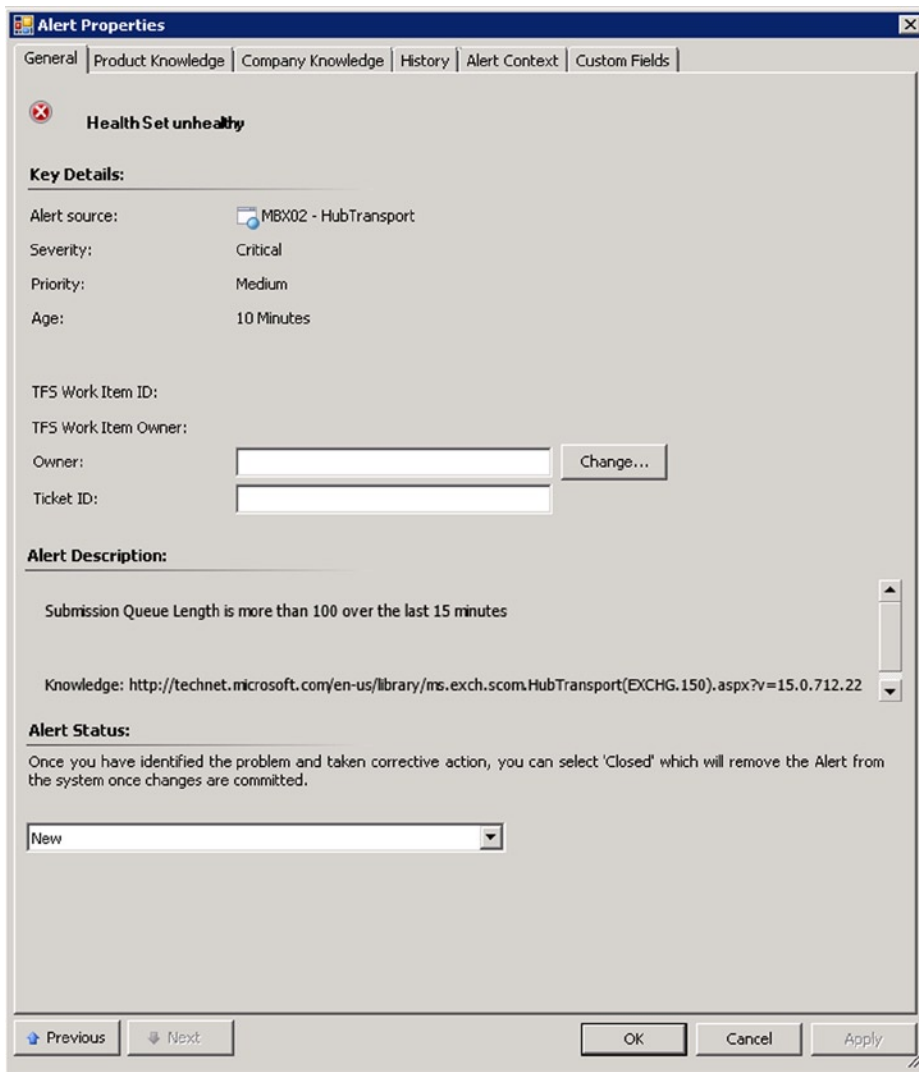 Alert Properties
General Product Knowledge Company Knowledge History Alert Context Custom Fields
Health Set unhealthy
Key Details:
Alert source: MBX02 - HubTransport
Severity: Critical
Priority: Medium
Age: 10 Minutes
TFS Work Item ID:
TFS Work Item Owner:
Owner: Change...
Ticket ID:
Alert Description:
Submission Queue Length is more than 100 over the last 15 minutes
Knowledge: http://technet.microsoft.com/en-us/library/ms.exch.scom.HubTransport(EXCHG.150).aspx?v=15.0.712.22
Alert Status:
Once you have identified the problem and taken corrective action, you can select 'Closed' which will remove the Alert from
the system once changes are committed.
New
Previous Next OK Cancel Apply